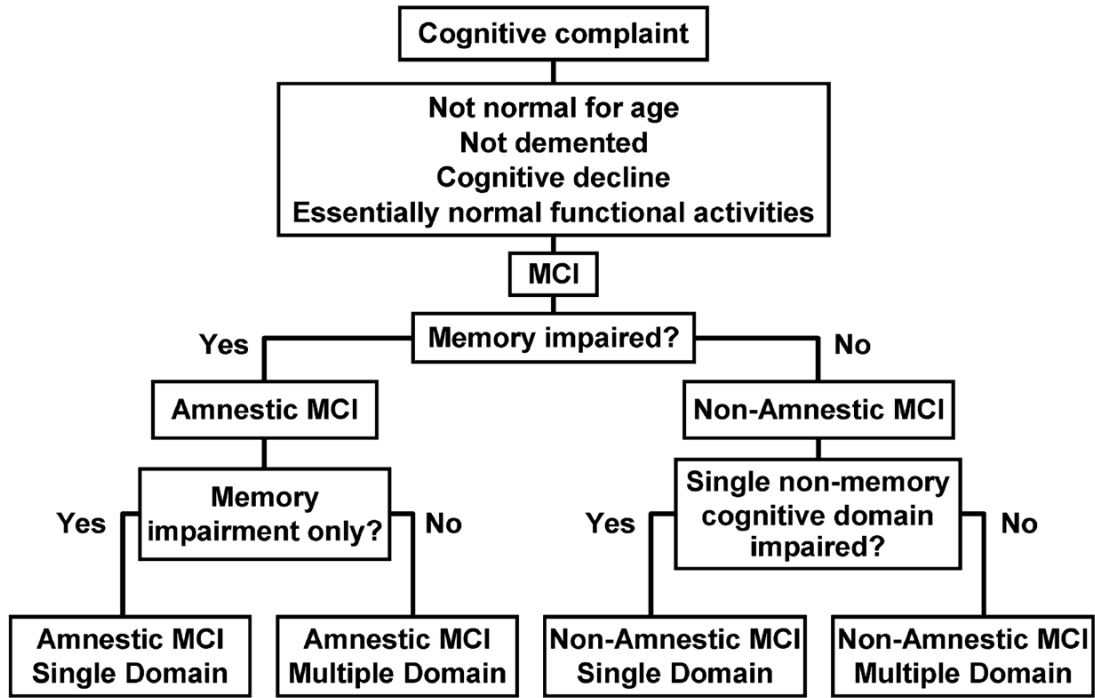 Cognitive complaint
Not normal for age
Not demented
Cognitive decline
Essentially normal functional activities
MCI
Memory impaired?
Yes
No
Amnestic MCI
Non-Amnestic MCI
Memory
impairment only?
Yes
No
Single non-memory
cognitive domain
impaired?
Yes
No
Amnestic MCI
Single Domain
Amnestic MCI
Multiple Domain
Non-Amnestic MCI
Single Domain
Non-Amnestic MCI
Multiple Domain